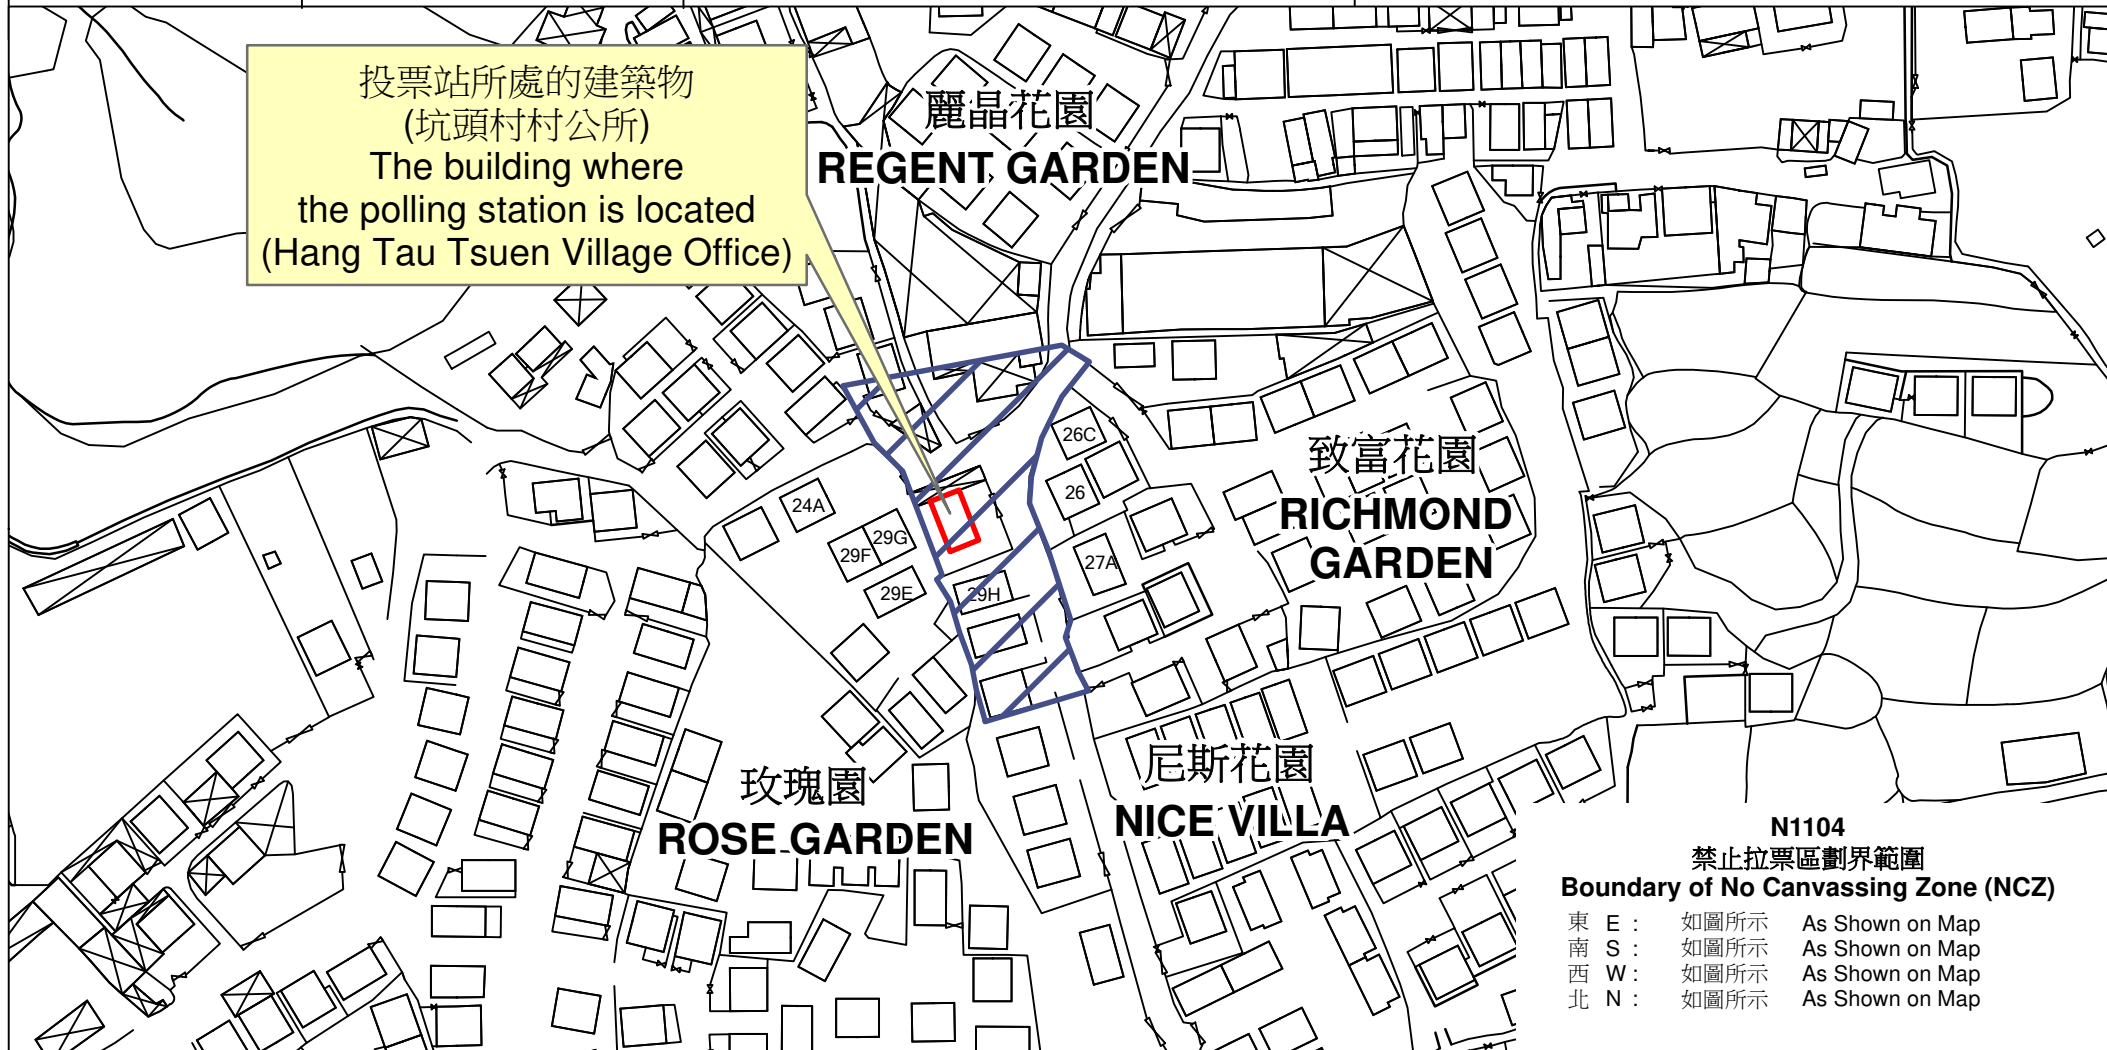 投票站所處的建築物
(坑頭村村公所)
The building where
the polling station is located
(Hang Tau Tsuen Village Office)
麗晶花園
REGENT GARDEN
致富花園
RICHMOND
GARDEN
26C
26
27A
24A
29G
29F
29E
29H
玫瑰園
ROSE GARDEN
尼斯花園
NICE VILLA
N1104
禁止拉票區劃界範圍
Boundary of No Canvassing Zone (NCZ)
東 E : 如圖所示 As Shown on Map
南 S : 如圖所示 As Shown on Map
西 W : 如圖所示 As Shown on Map
北 N : 如圖所示 As Shown on Map